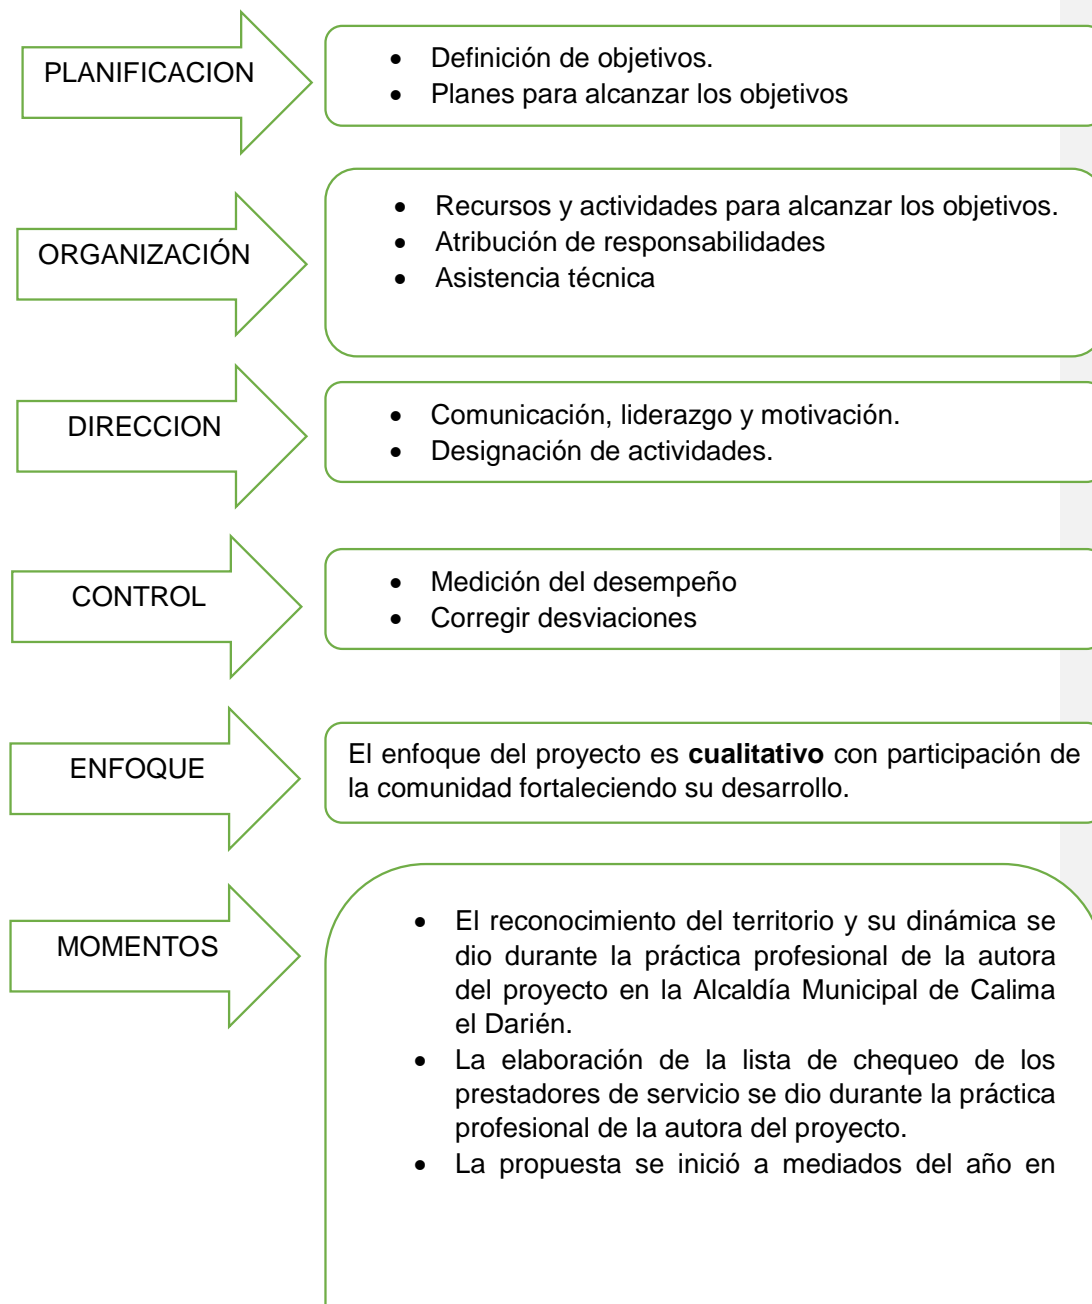 PLANIFICACION
• Definición de objetivos.
• Planes para alcanzar los objetivos
ORGANIZACIÓN
• Recursos y actividades para alcanzar los objetivos.
• Atribución de responsabilidades
• Asistencia técnica
DIRECCION
• Comunicación, liderazgo y motivación.
• Designación de actividades.
CONTROL
• Medición del desempeño
• Corregir desviaciones
ENFOQUE
El enfoque del proyecto es cualitativo con participación de
la comunidad fortaleciendo su desarrollo.
MOMENTOS
• El reconocimiento del territorio y su dinámica se
dio durante la práctica profesional de la autora
del proyecto en la Alcaldía Municipal de Calima
el Darién.
• La elaboración de la lista de chequeo de los
prestadores de servicio se dio durante la práctica
profesional de la autora del proyecto.
• La propuesta se inició a mediados del año en